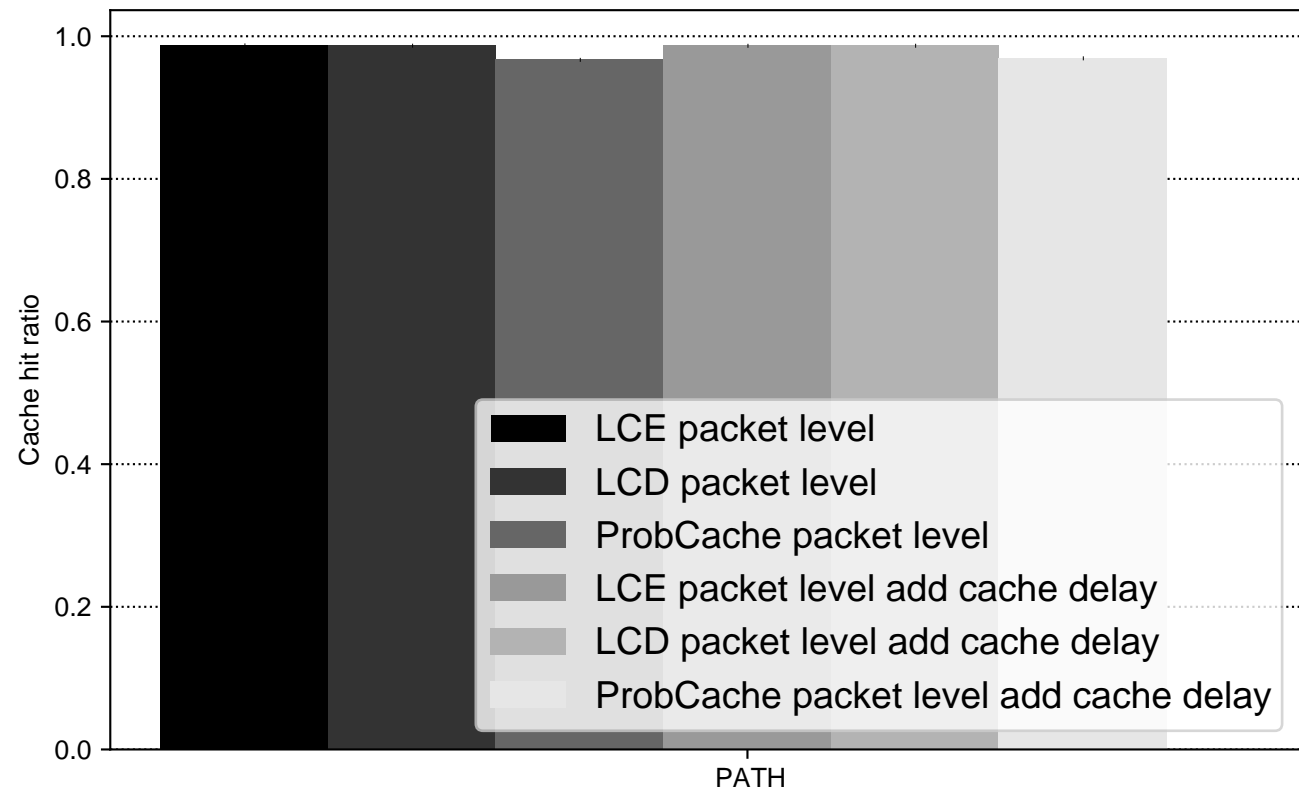 1.0
0.8
0.6
0.4
0.2
0.0
Cache hit ratio
LCE packet level
LCD packet level
ProbCache packet level
LCE packet level add cache delay
LCD packet level add cache delay
ProbCache packet level add cache delay
PATH